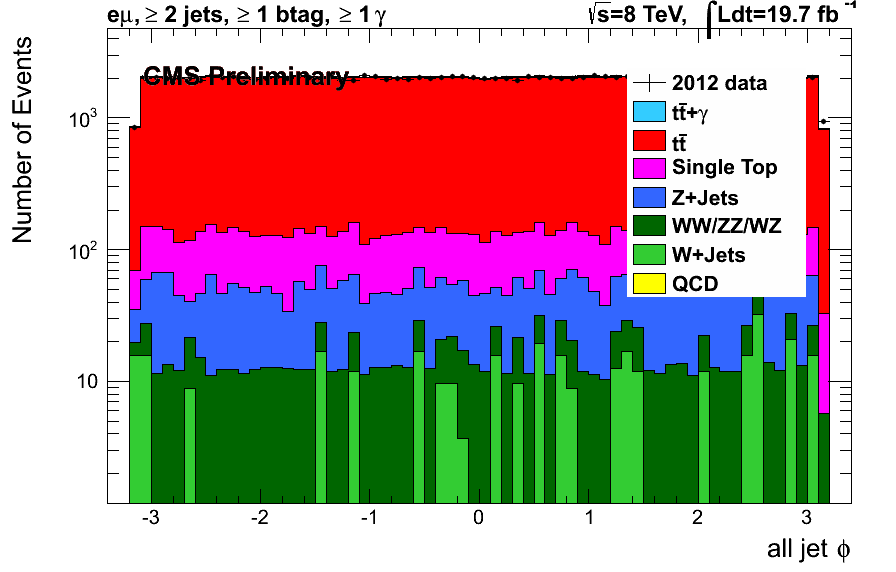 eμ, ≥ 2 jets, ≥ 1 btag, ≥ 1 γ
√s=8 TeV, ∫Ldt=19.7 fb⁻¹
CMS Preliminary
2012 data
tt̄+γ
tt̄
Single Top
Z+Jets
WW/ZZ/WZ
W+Jets
QCD
Number of Events
10³
10²
10
-3 -2 -1 0 1 2 3
all jet ϕ